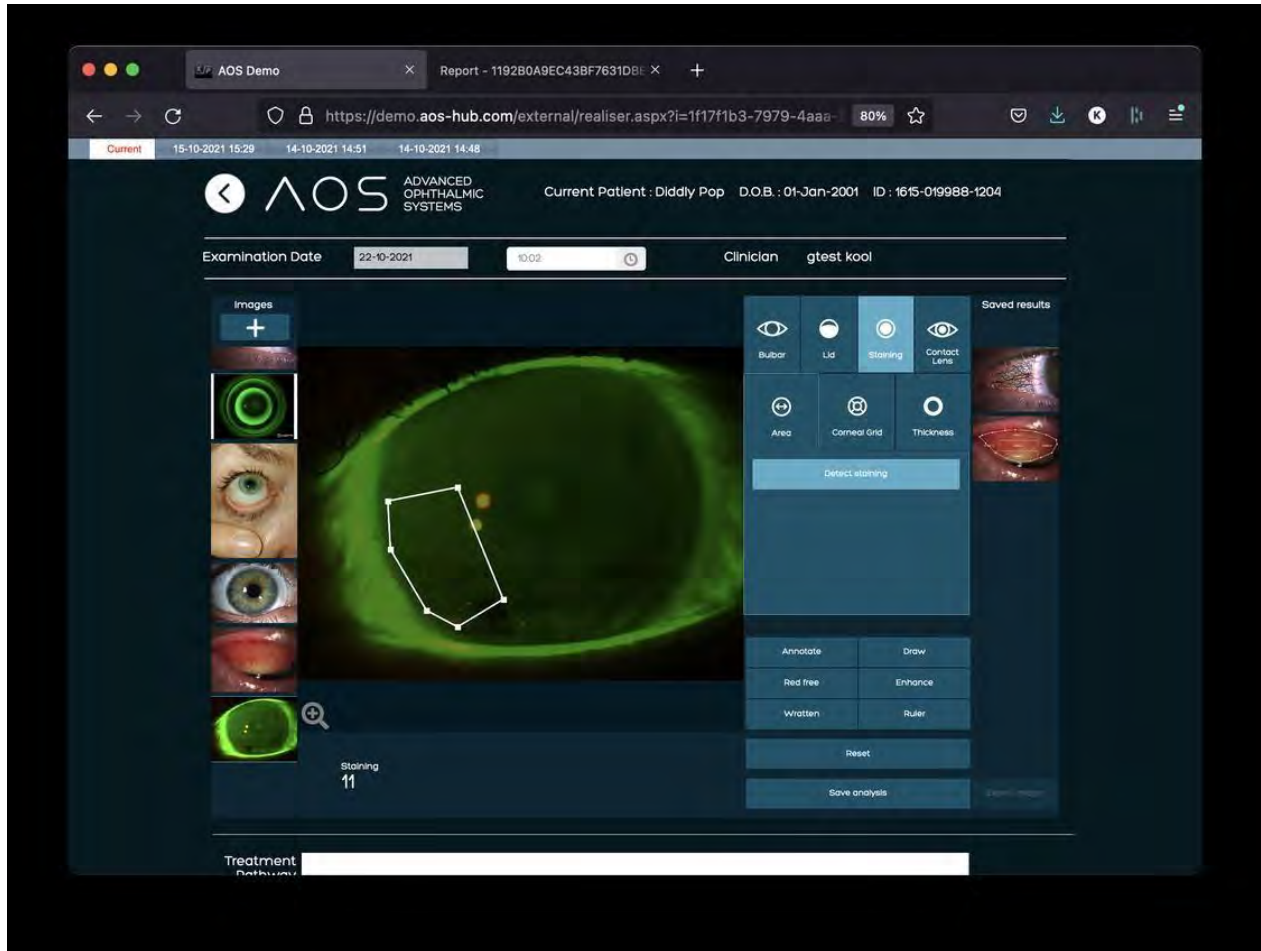 AOS Demo × Report - 1192B0A9EC43BF7631DBE × +
https://demo.aos-hub.com/external/realiser.aspx?i=1f17f1b3-7979-4aaa- 80% K
Current 15-10-2021 15:29 14-10-2021 14:51 14-10-2021 14:48
AOS ADVANCED
OPHTHALMIC
SYSTEMS
Current Patient : Diddly Pop D.O.B. : 01-Jan-2001 ID : 1615-019988-1204
Examination Date 22-10-2021 10:02 Clinician gtest kool
Images
+
Bulbar Lid Staining Contact
Lens
Saved results
Area Corneal Grid Thickness
Detect staining
Annotate Draw
Red free Enhance
Wratten Ruler
Reset
Save analysis
Staining
11
Treatment
Pathway